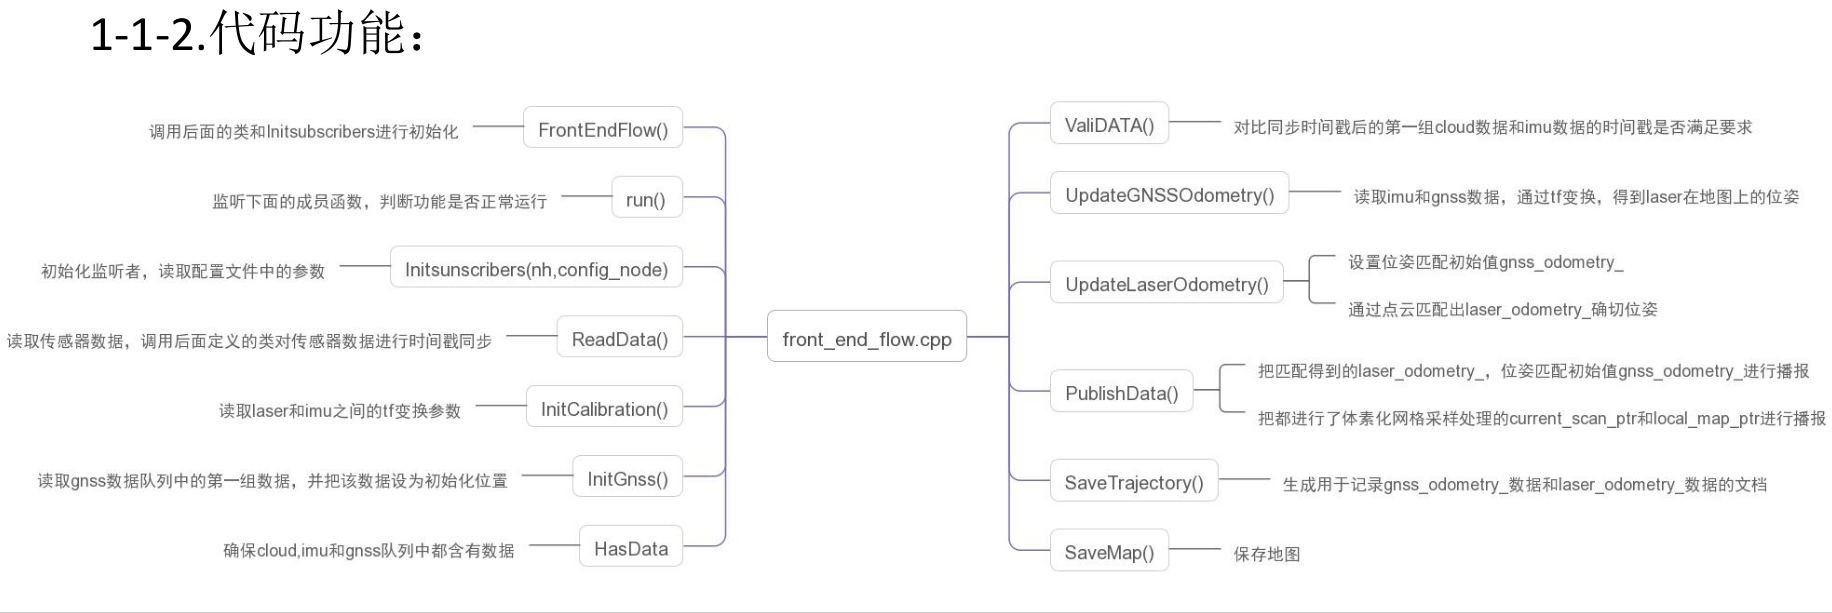 1-1-2.代码功能：
调用后面的类和Initsubscribers进行初始化
FrontEndFlow()
监听下面的成员函数，判断功能是否正常运行
run()
初始化监听者，读取配置文件中的参数
Initsunscribers(nh,config_node)
读取传感器数据，调用后面定义的类对传感器数据进行时间戳同步
ReadData()
读取laser和imu之间的tf变换参数
InitCalibration()
读取gnss数据队列中的第一组数据，并把该数据设为初始化位置
InitGnss()
确保cloud,imu和gnss队列中都含有数据
HasData
front_end_flow.cpp
ValiDATA()
对比同步时间戳后的第一组cloud数据和imu数据的时间戳是否满足要求
UpdateGNSSOdometry()
读取imu和gnss数据，通过tf变换，得到laser在地图上的位姿
UpdateLaserOdometry()
设置位姿匹配初始值gnss_odometry_
通过点云匹配出laser_odometry_确切位姿
PublishData()
把匹配得到的laser_odometry_，位姿匹配初始值gnss_odometry_进行播报
把都进行了体素化网格采样处理的current_scan_ptr和local_map_ptr进行播报
SaveTrajectory()
生成用于记录gnss_odometry_数据和laser_odometry_数据的文档
SaveMap()
保存地图